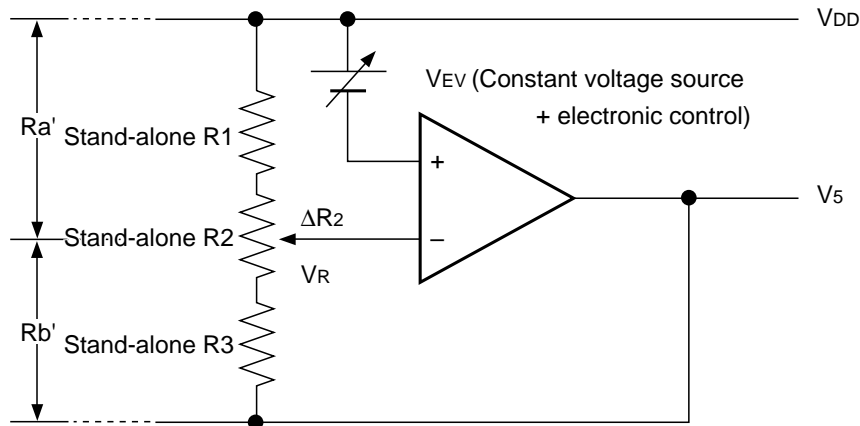 VDD
VEV (Constant voltage source
+ electronic control)
Ra'
Stand-alone R1
+
V5
Stand-alone R2
ΔR2
−
VR
Rb'
Stand-alone R3